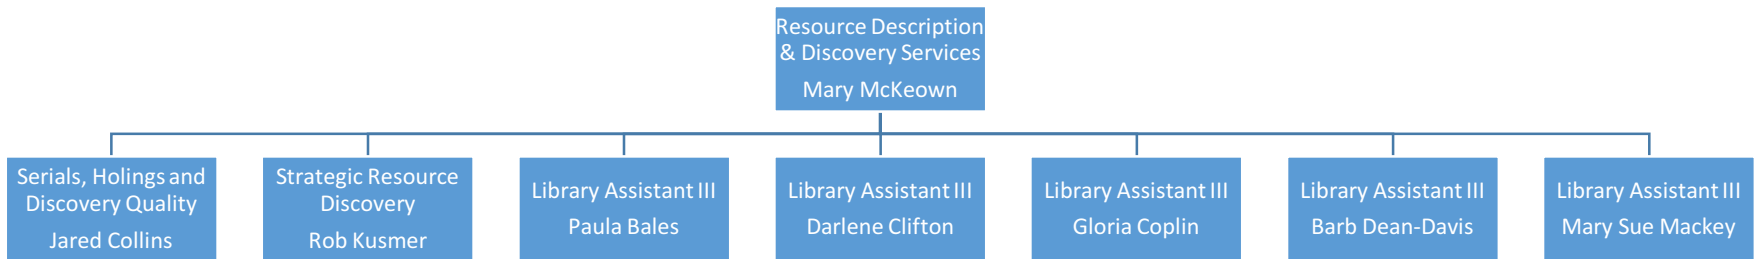 Resource Description
& Discovery Services
Mary McKeown
Serials, Holings and
Discovery Quality
Jared Collins
Strategic Resource
Discovery
Rob Kusmer
Library Assistant III
Paula Bales
Library Assistant III
Darlene Clifton
Library Assistant III
Gloria Coplin
Library Assistant III
Barb Dean-Davis
Library Assistant III
Mary Sue Mackey